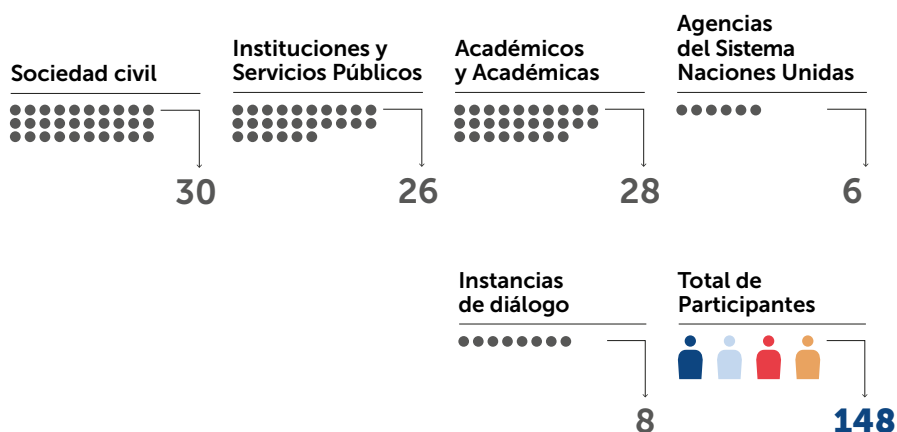 Sociedad civil
30
Instituciones y
Servicios Públicos
26
Académicos
y Académicas
28
Agencias
del Sistema
Naciones Unidas
6
Instancias
de diálogo
8
Total de
Participantes
148